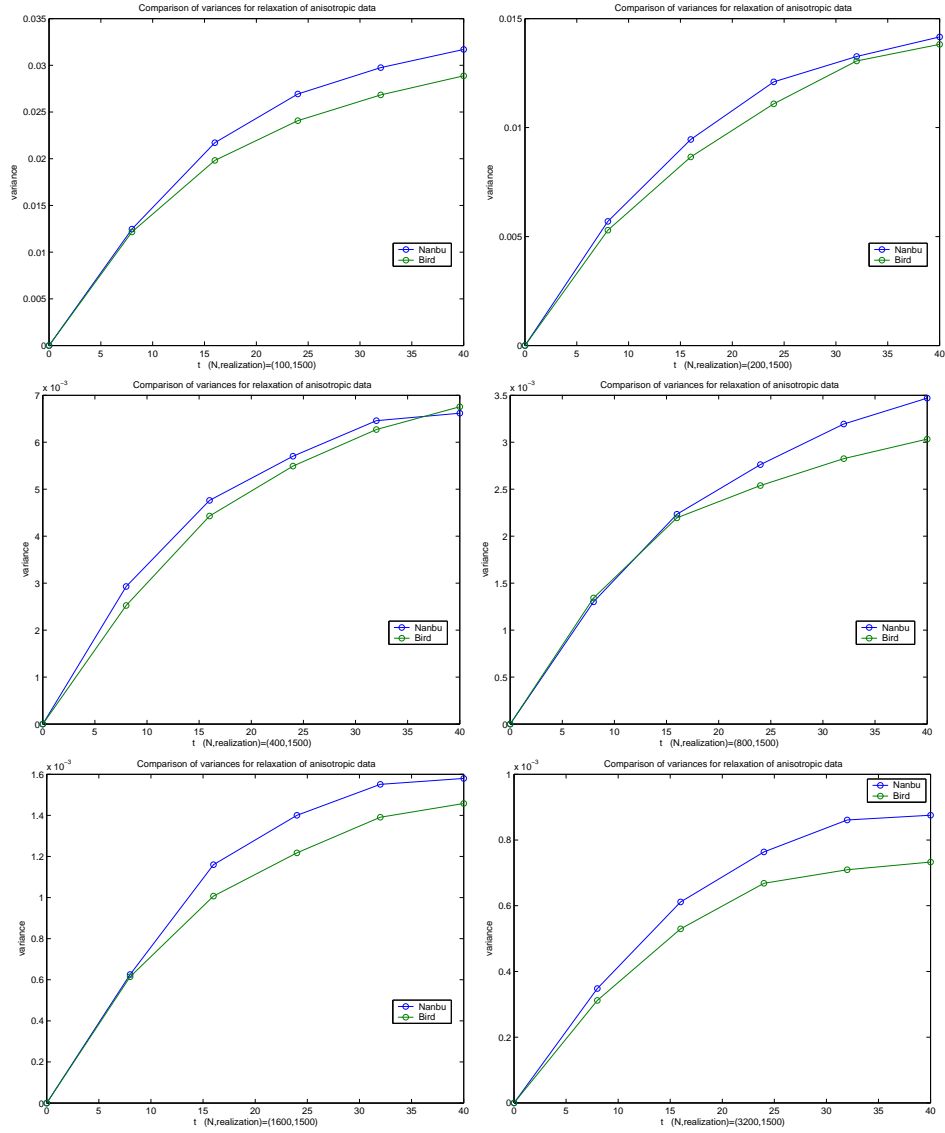 Comparison of variances for relaxation of anisotropic data
0.035
0.03
0.025
0.02
0.015
0.01
0.005
0
variance
Nanbu
Bird
0 5 10 15 20 25 30 35 40
t (N,realization)=(100,1500)
Comparison of variances for relaxation of anisotropic data
0.015
0.01
0.005
0
variance
Nanbu
Bird
0 5 10 15 20 25 30 35 40
t (N,realization)=(200,1500)
Comparison of variances for relaxation of anisotropic data
x 10^-3
7
6
5
4
3
2
1
0
variance
Nanbu
Bird
0 5 10 15 20 25 30 35 40
t (N,realization)=(400,1500)
Comparison of variances for relaxation of anisotropic data
x 10^-3
3.5
3
2.5
2
1.5
1
0.5
0
variance
Nanbu
Bird
0 5 10 15 20 25 30 35 40
t (N,realization)=(800,1500)
Comparison of variances for relaxation of anisotropic data
x 10^-3
1.6
1.4
1.2
1
0.8
0.6
0.4
0.2
0
variance
Nanbu
Bird
0 5 10 15 20 25 30 35 40
t (N,realization)=(1600,1500)
Comparison of variances for relaxation of anisotropic data
x 10^-3
1
0.8
0.6
0.4
0.2
0
variance
Nanbu
Bird
0 5 10 15 20 25 30 35 40
t (N,realization)=(3200,1500)